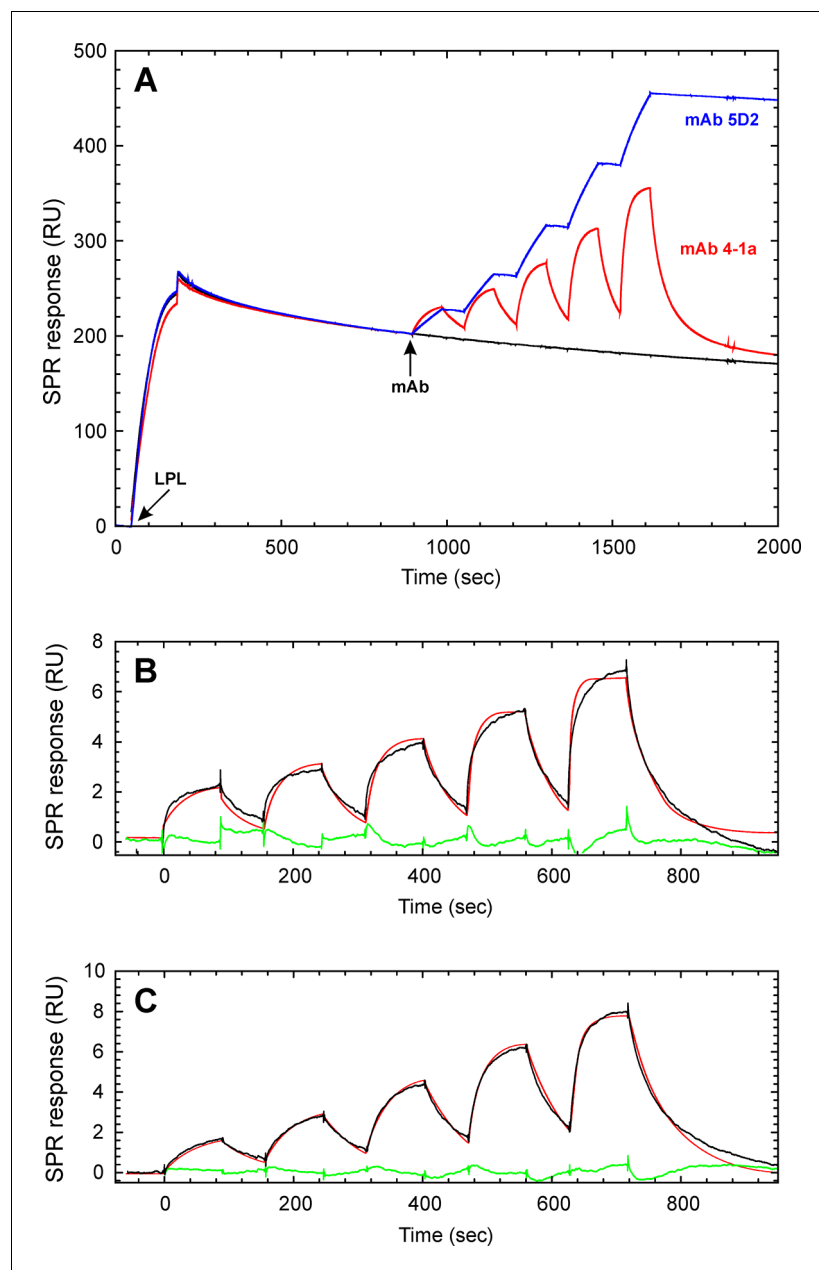 A
SPR response (RU)
500
400
300
200
100
0
mAb 5D2
mAb 4-1a
mAb
LPL
0 500 1000 1500 2000
Time (sec)
B
SPR response (RU)
8
6
4
2
0
0 200 400 600 800
Time (sec)
C
SPR response (RU)
10
8
6
4
2
0
0 200 400 600 800
Time (sec)